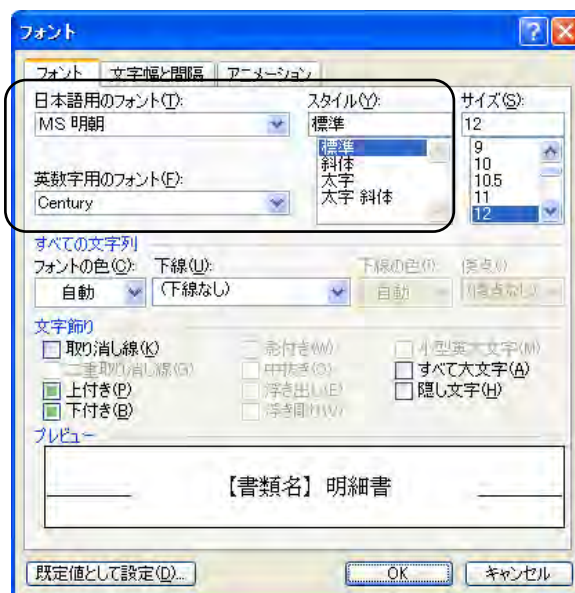 フォント
フォント 文字幅と間隔 アニメーション
日本語用のフォント(T): スタイル(Y): サイズ(S):
MS 明朝 標準 12
標準 9
斜体 10
太字 10.5
太字 斜体 11
12
英数字用のフォント(F):
Century
すべての文字列
フォントの色(C): 下線(U): 下線の色(I):
自動 (下線なし) 自動
文字飾り
取り消し線(K) 影付き(W) 小型英大文字(M)
二重取り消し線(G) 中抜き(O) すべて大文字(A)
上付き(P) 浮き出し(E) 隠し文字(H)
下付き(B) 浮き彫り(V)
プレビュー
【書類名】明細書
既定値として設定(D)... OK キャンセル